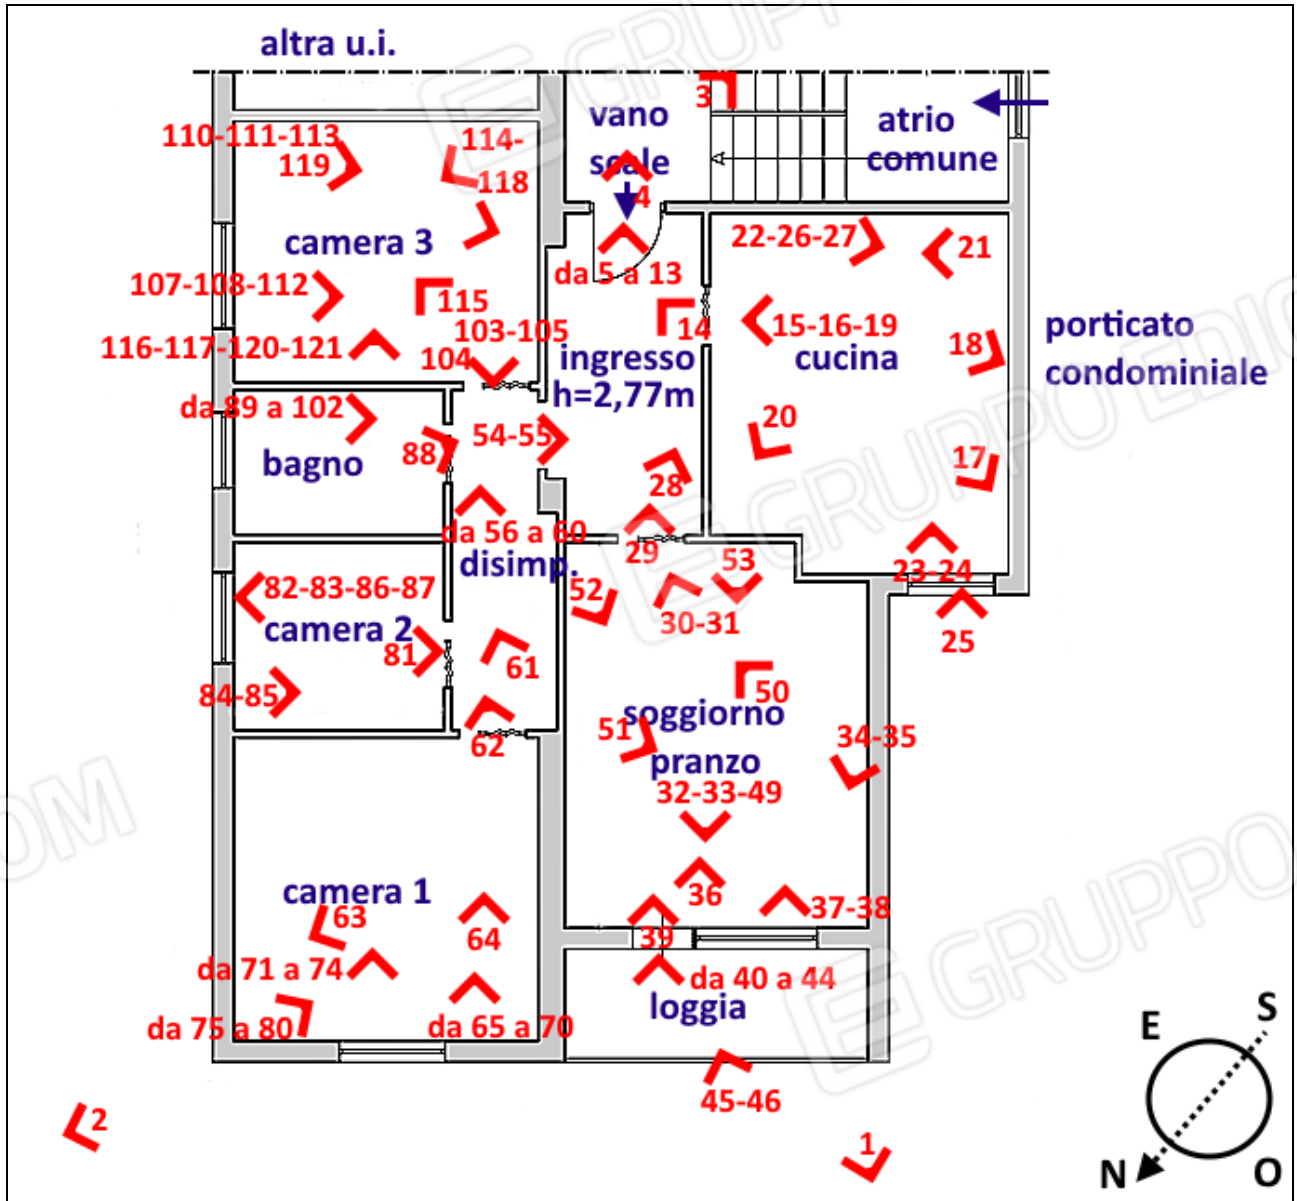 altra u.i.
GRUPPO
3
vano
scale
atrio
comune
110-111-113
119
114-
118
4
camera 3
22-26-27
21
da 5 a 13
107-108-112
115
14
15-16-19
18
porticato
condominiale
116-117-120-121
103-105
104
ingresso
h=2,77m
cucina
da 89 a 102
bagno
88
54-55
20
28
17
GRUPPO EDIC
da 56 a 60
disimp.
29
53
23-24
25
82-83-86-87
camera 2
81
84-85
52
30-31
61
62
50
soggiorno
pranzo
51
34-35
32-33-49
.COM
camera 1
63
64
36
37-38
39
da 71 a 74
da 40 a 44
loggia
GRUPPO
da 75 a 80
da 65 a 70
45-46
2
1
E
S
N
O